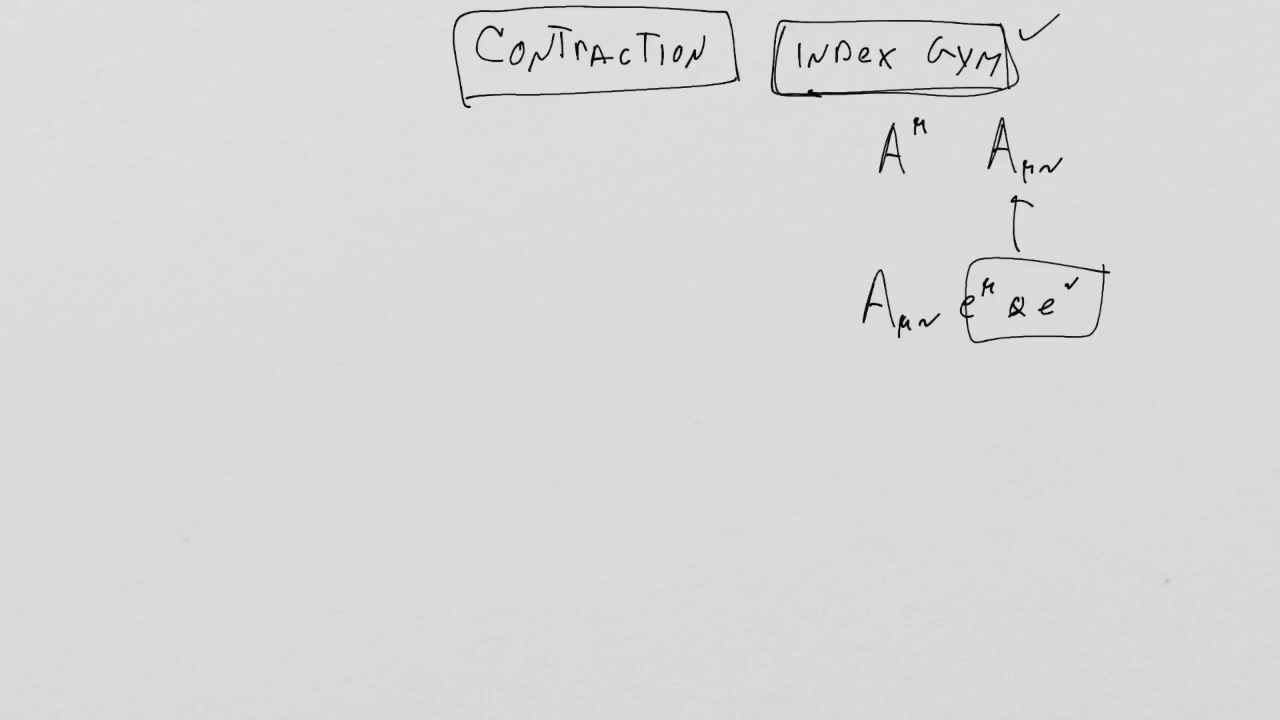 CONTRACTION INDEX GYM ✓
A^μ A_μν
↑
A_μν e^μ ⊗ e^ν